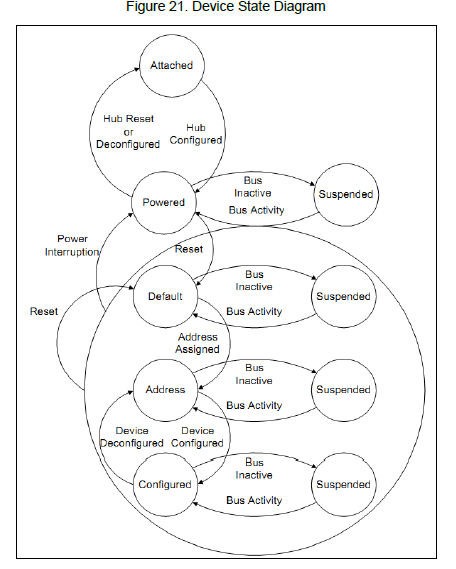 Figure 21. Device State Diagram
Attached
Hub Reset
or
Deconfigured
Hub
Configured
Bus
Inactive
Powered
Suspended
Bus Activity
Power
Interruption
Reset
Bus
Inactive
Default
Suspended
Reset
Bus Activity
Address
Assigned
Bus
Inactive
Address
Suspended
Bus Activity
Device
Deconfigured
Device
Configured
Bus
Inactive
Configured
Suspended
Bus Activity